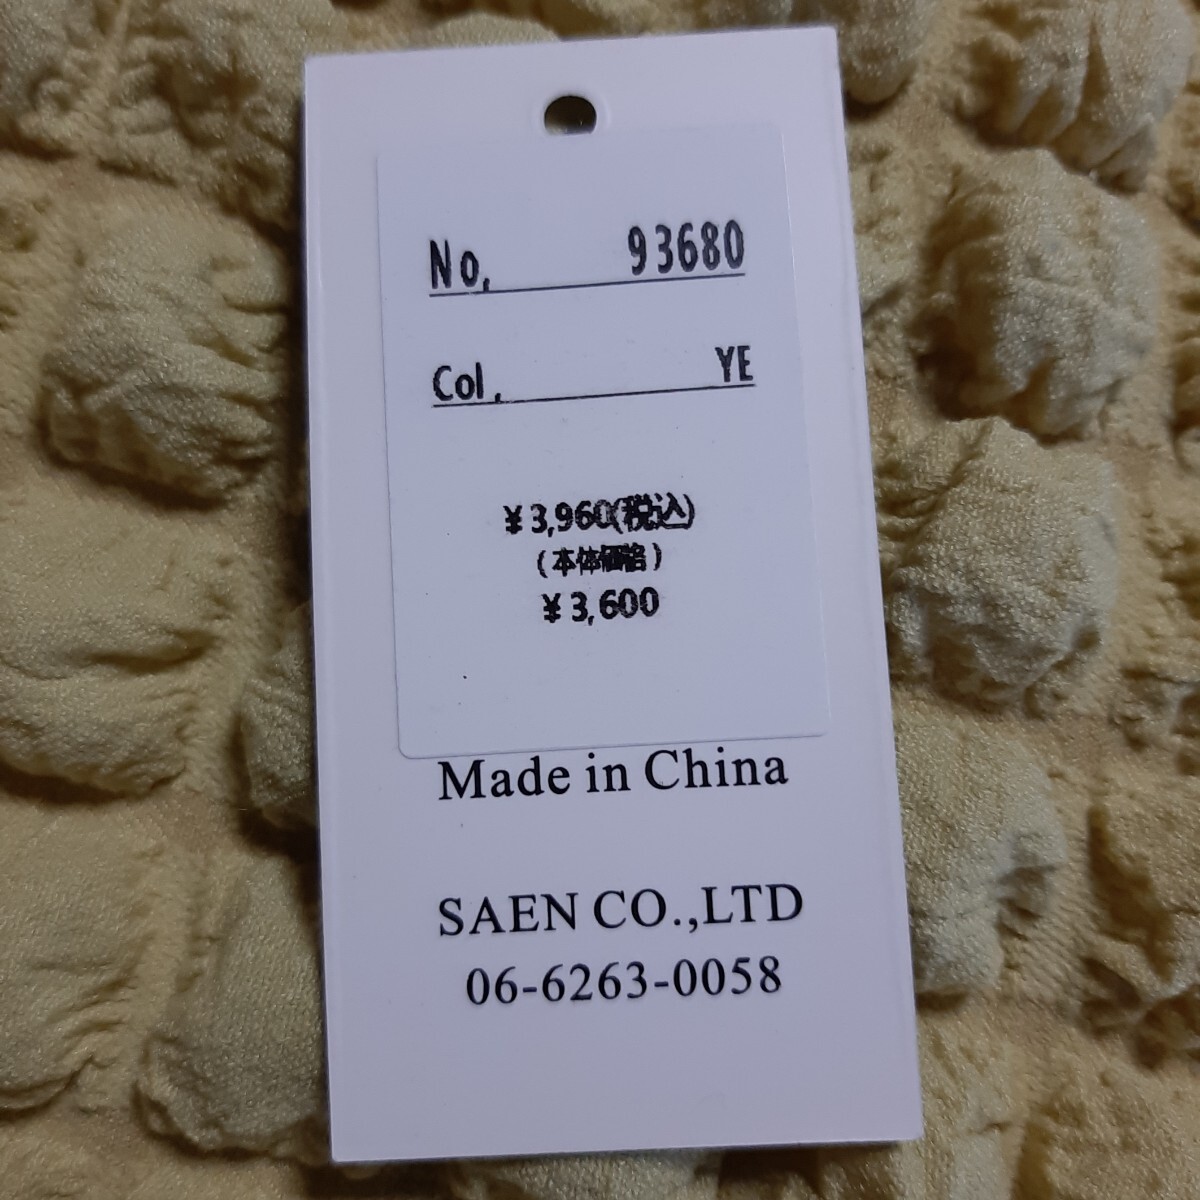 No, 93680
Col, YE
¥3,960(税込)
(本体価格)
¥3,600
Made in China
SAEN CO.,LTD
06-6263-0058